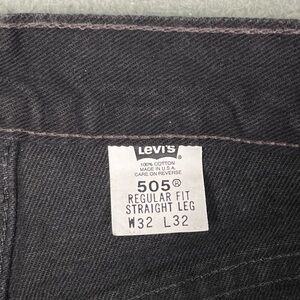 LEVI'S ®
100% COTTON
MADE IN U.S.A.
CARE ON REVERSE
505®
REGULAR FIT
STRAIGHT LEG
W32 L32